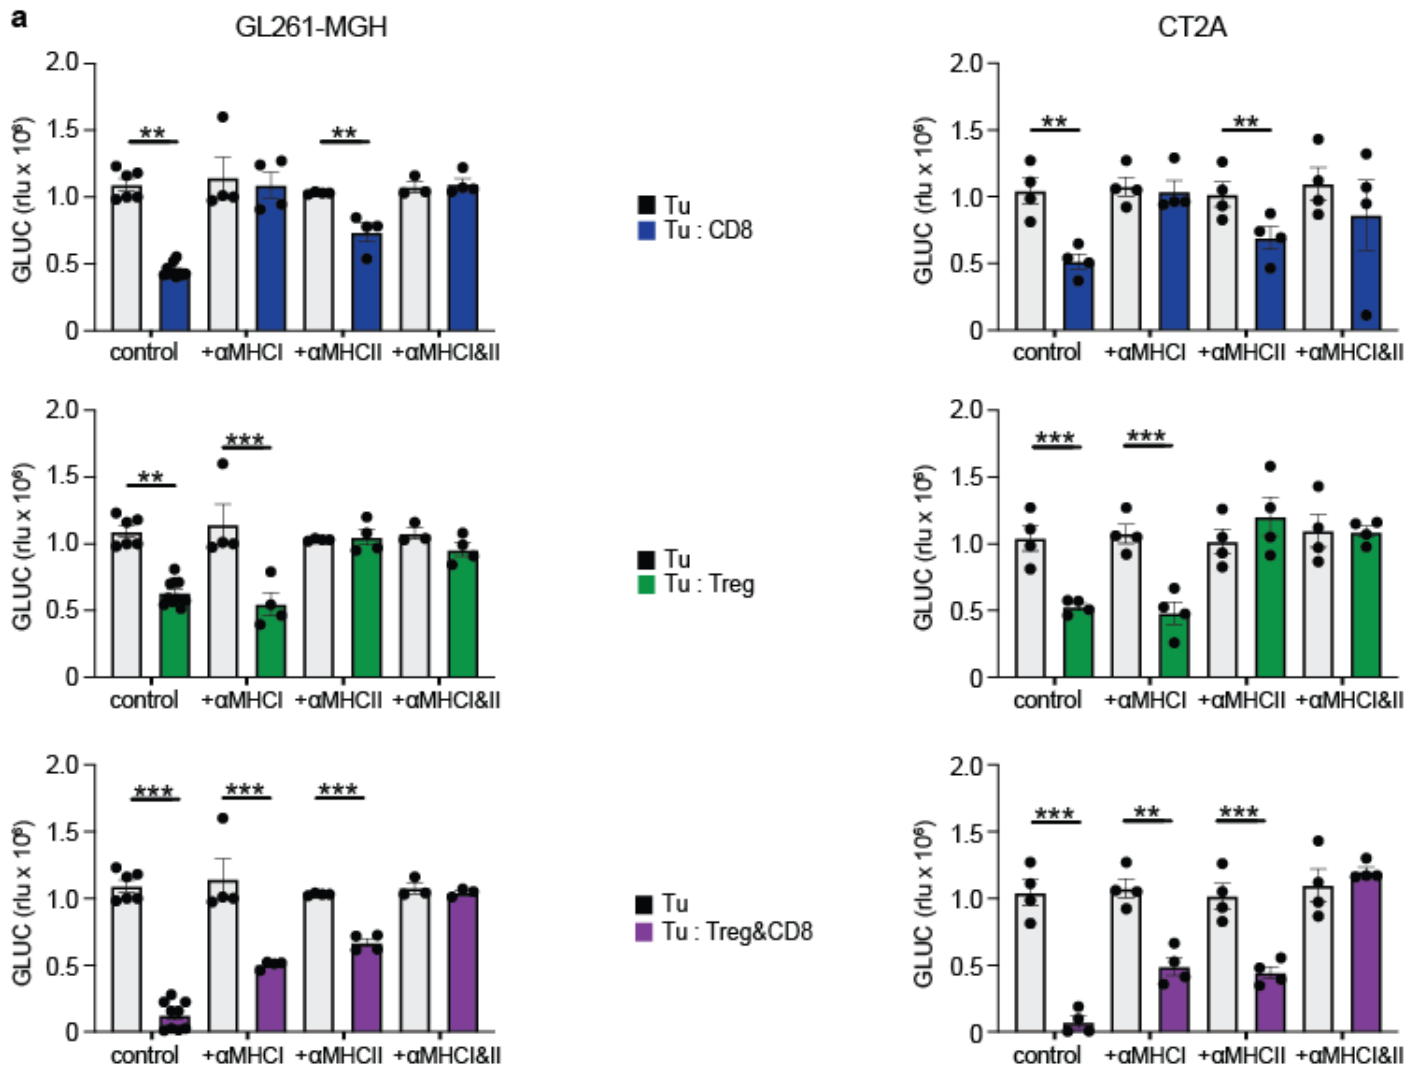 a
GL261-MGH
CT2A
2.0
1.5
1.0
0.5
0
GLUC (rlu x 10⁶)
** **
control +αMHCI +αMHCII +αMHCI&II
Tu
Tu : CD8
2.0
1.5
1.0
0.5
0
GLUC (rlu x 10⁶)
** **
control +αMHCI +αMHCII +αMHCI&II
2.0
1.5
1.0
0.5
0
GLUC (rlu x 10⁶)
** ***
control +αMHCI +αMHCII +αMHCI&II
Tu
Tu : Treg
2.0
1.5
1.0
0.5
0
GLUC (rlu x 10⁶)
*** ***
control +αMHCI +αMHCII +αMHCI&II
2.0
1.5
1.0
0.5
0
GLUC (rlu x 10⁶)
*** *** ***
control +αMHCI +αMHCII +αMHCI&II
Tu
Tu : Treg&CD8
2.0
1.5
1.0
0.5
0
GLUC (rlu x 10⁶)
*** ** ***
control +αMHCI +αMHCII +αMHCI&II